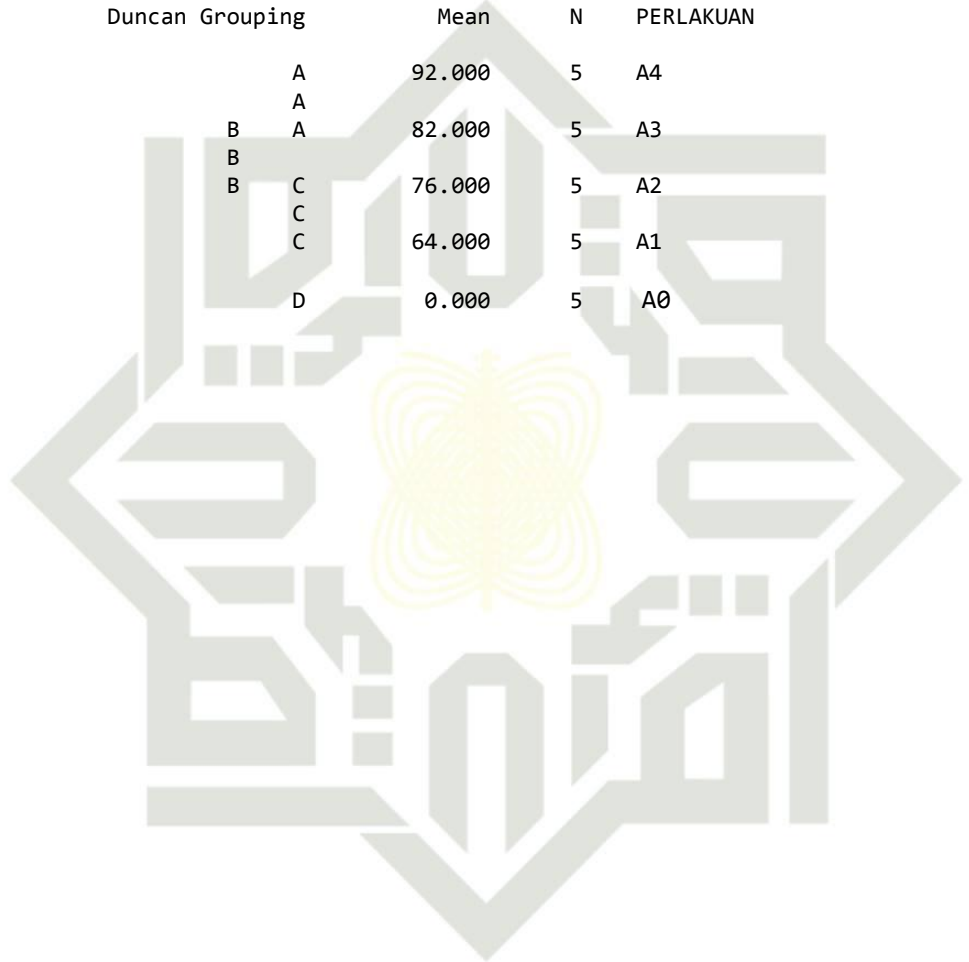 Duncan Grouping Mean N PERLAKUAN
A 92.000 5 A4
A
B A 82.000 5 A3
B
B C 76.000 5 A2
C
C 64.000 5 A1
D 0.000 5 A0